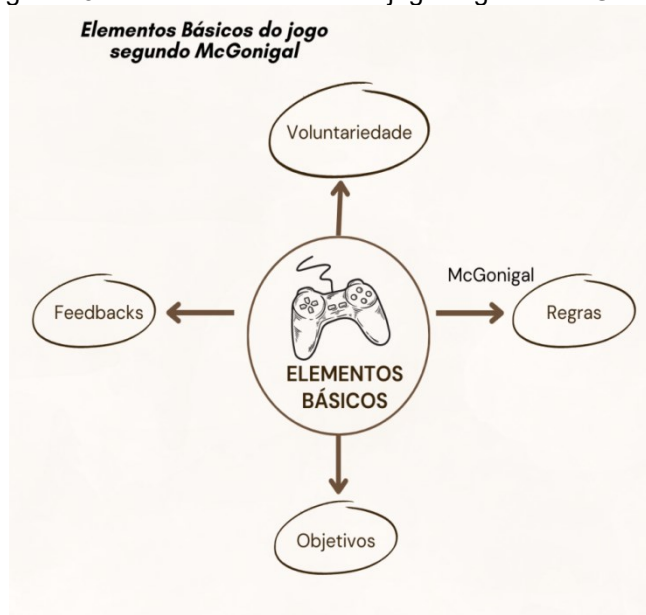 Elementos Básicos do jogo
segundo McGonigal
Voluntariedade
McGonigal
Feedbacks
Regras
ELEMENTOS
BÁSICOS
Objetivos